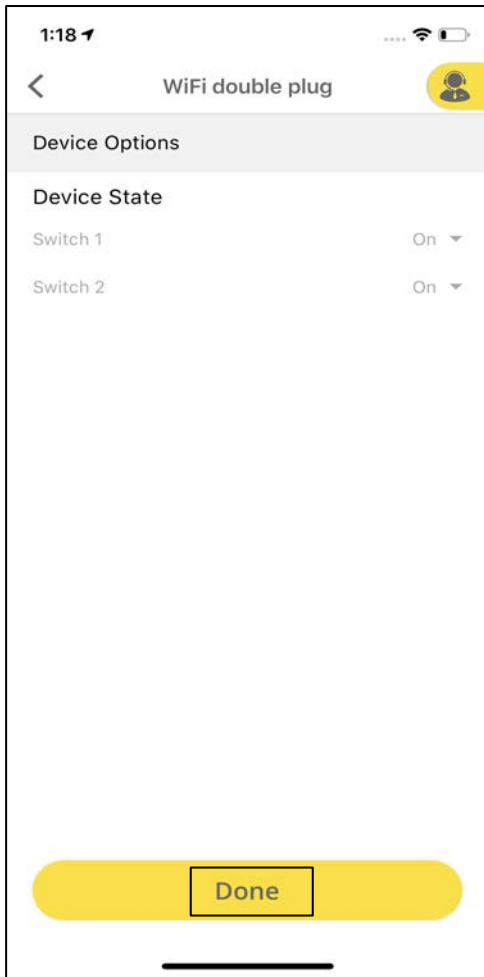 1:18
WiFi double plug
Device Options
Device State
Switch 1 On
Switch 2 On
Done